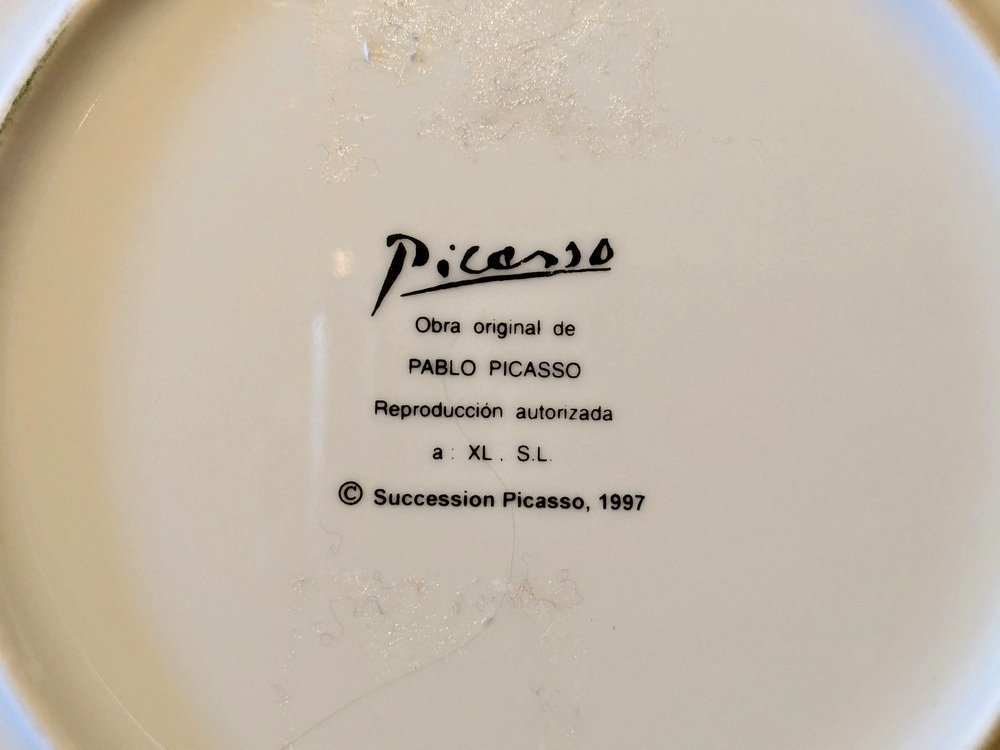 Picasso
Obra original de
PABLO PICASSO
Reproducción autorizada
a: XL. S.L.
© Succession Picasso, 1997